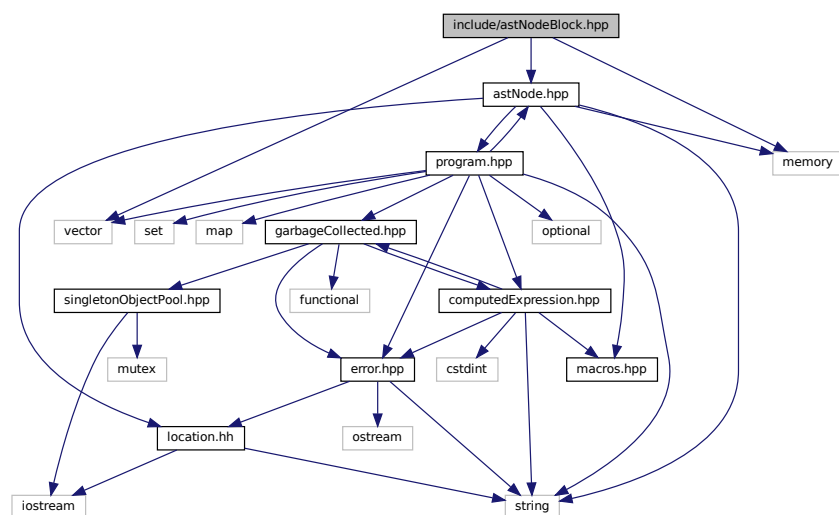 include/astNodeBlock.hpp
astNode.hpp
program.hpp
memory
vector
set
map
garbageCollected.hpp
optional
singletonObjectPool.hpp
functional
computedExpression.hpp
mutex
error.hpp
cstdint
macros.hpp
location.hh
ostream
iostream
string